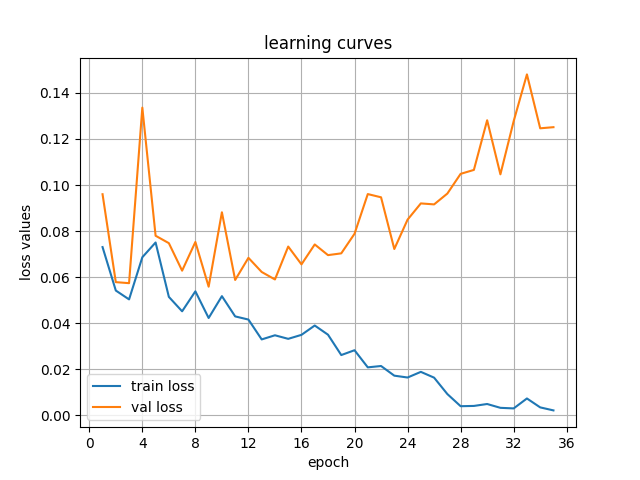 learning curves
loss values
0.14
0.12
0.10
0.08
0.06
0.04
0.02
0.00
train loss
val loss
0 4 8 12 16 20 24 28 32 36
epoch